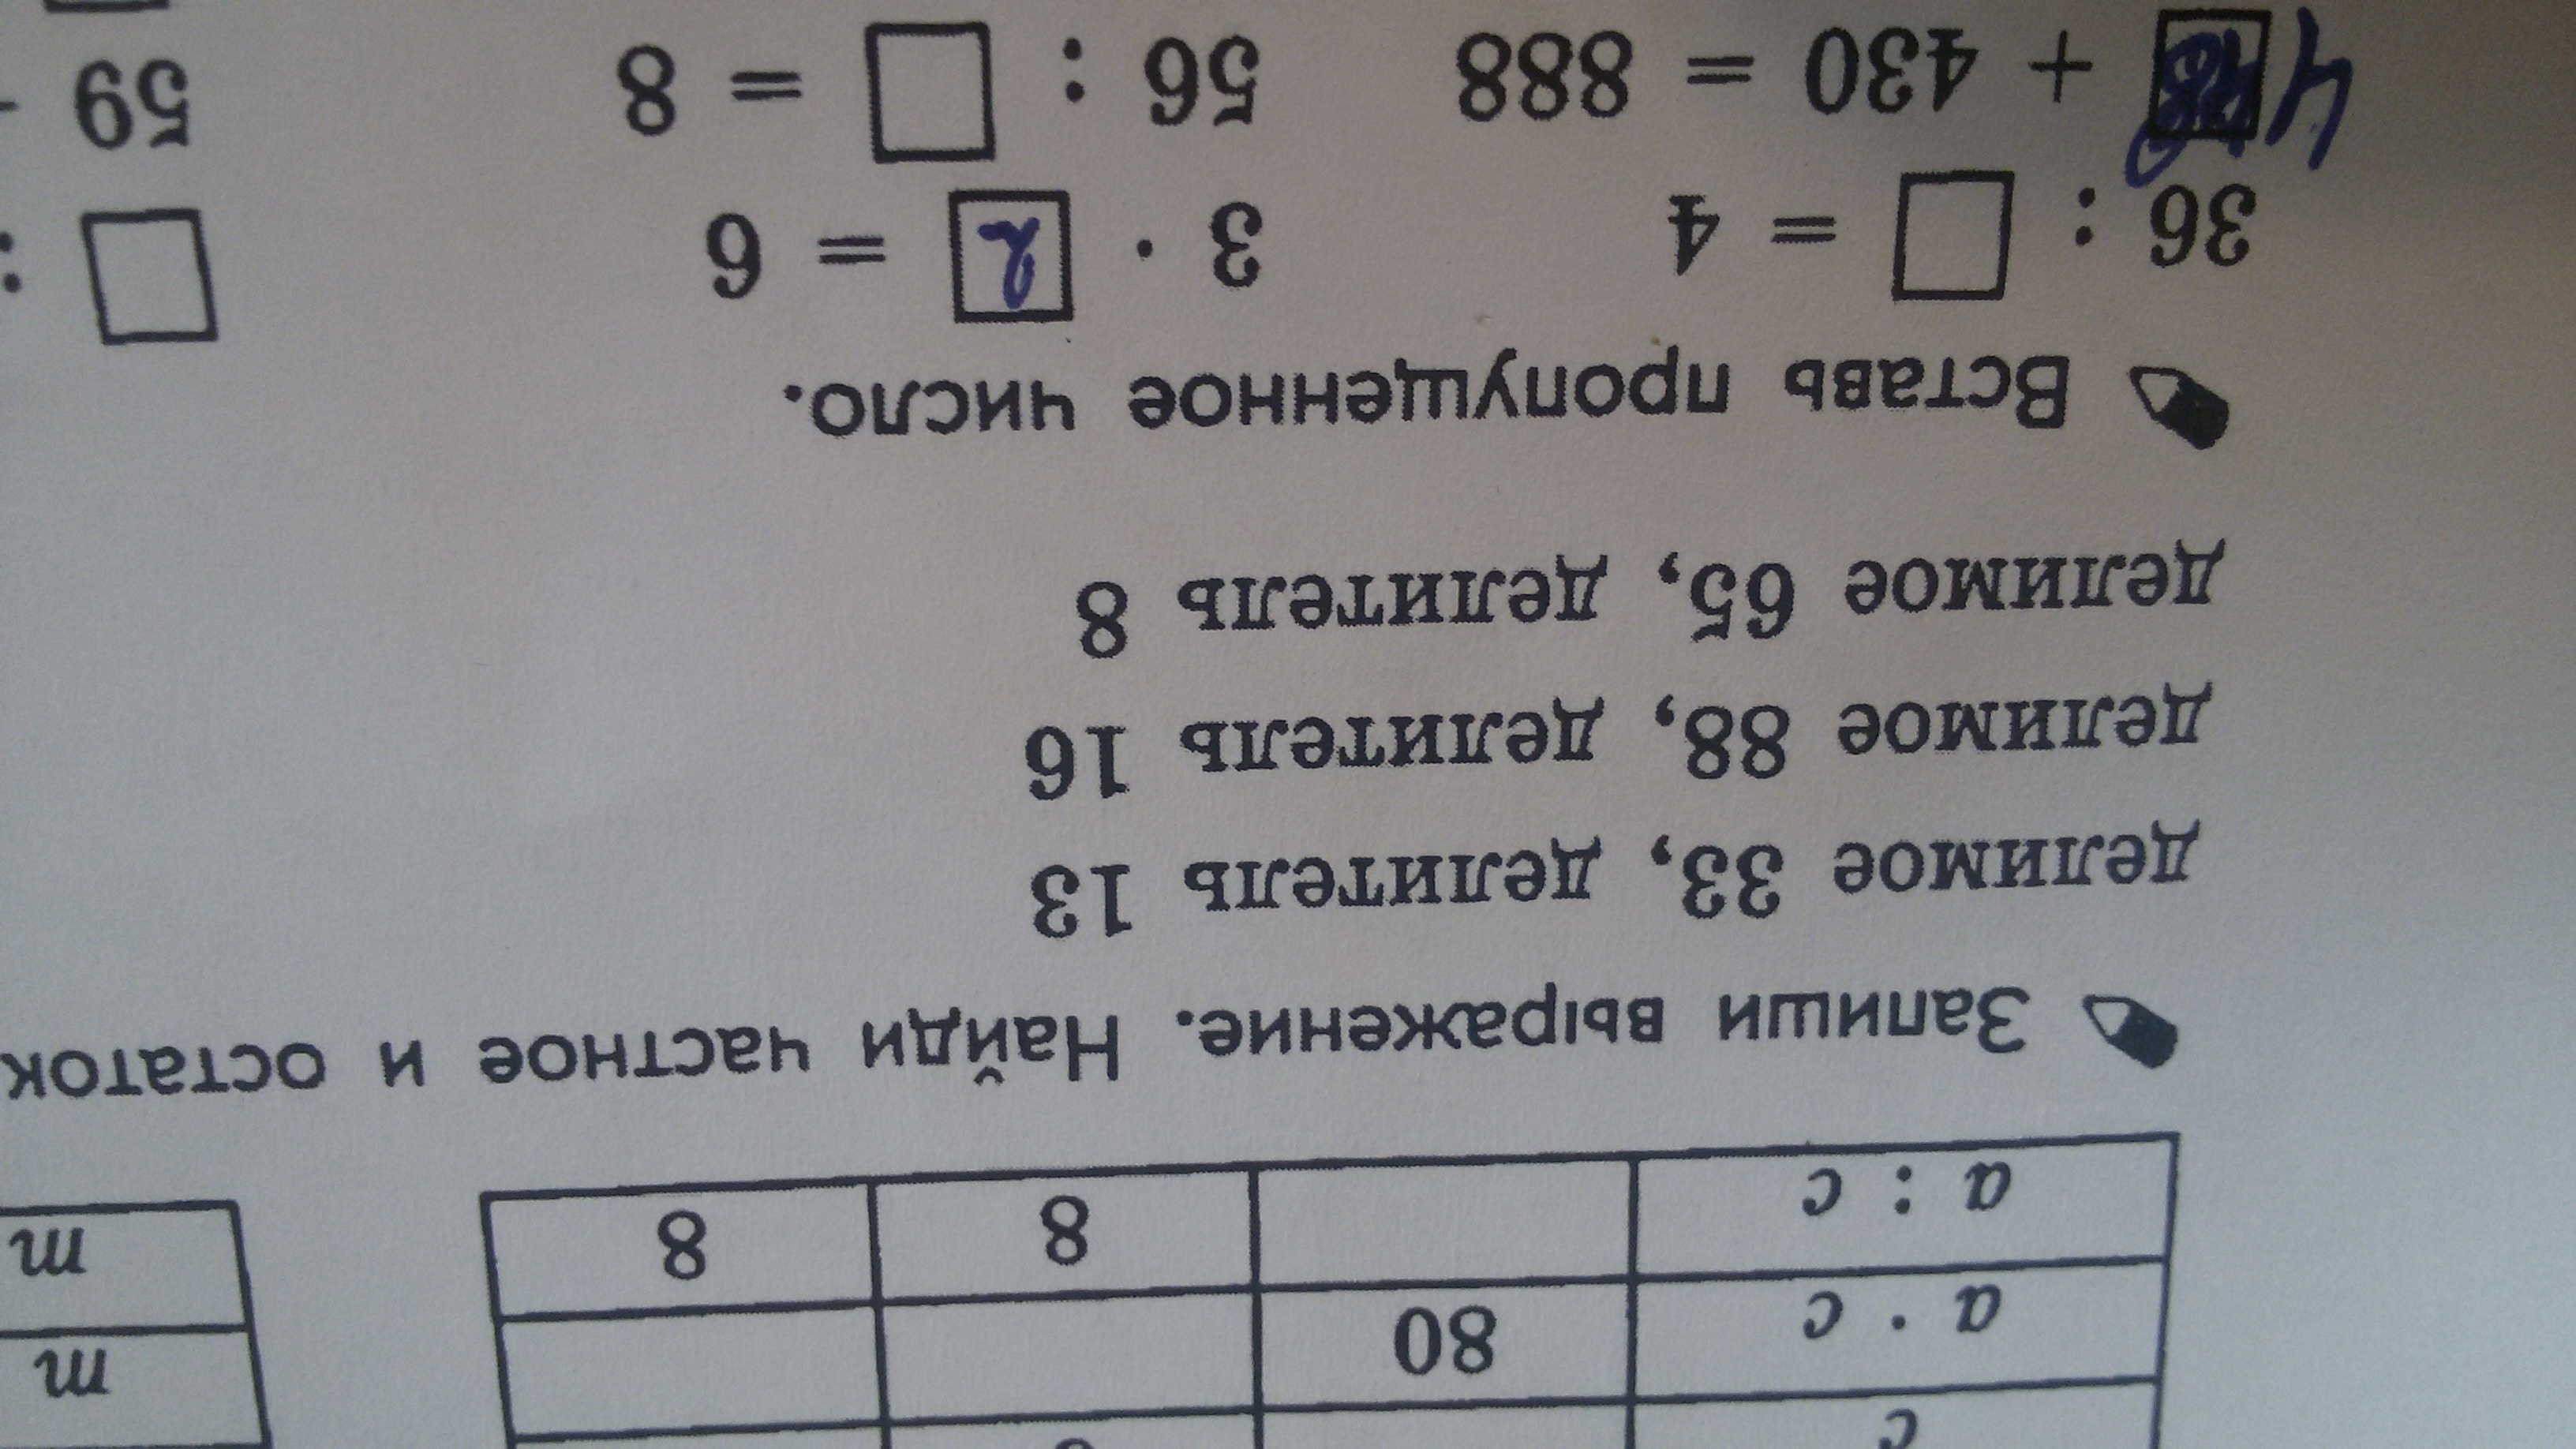 c
a · c 80 m
a : c 8 8 m
Запиши выражение. Найди частное и остаток
делимое 33, делитель 13
делимое 88, делитель 16
делимое 65, делитель 8
Вставь пропущенное число.
36 : □ = 4 3 · 2 = 6 □ :
+ 430 = 888 56 : □ = 8 59 -